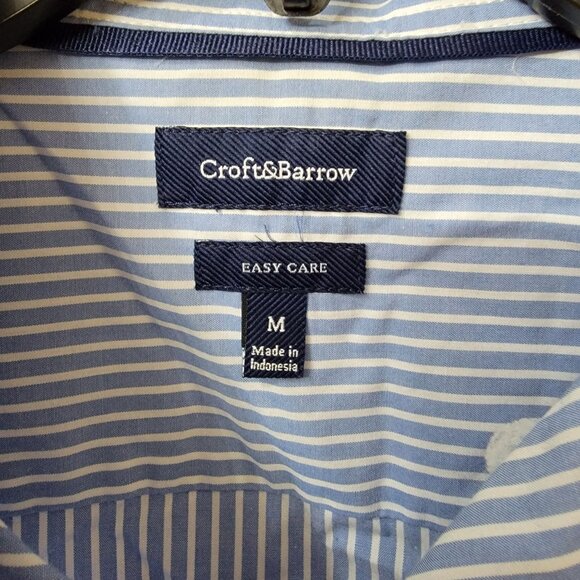 Croft&Barrow
EASY CARE
M
Made in
Indonesia